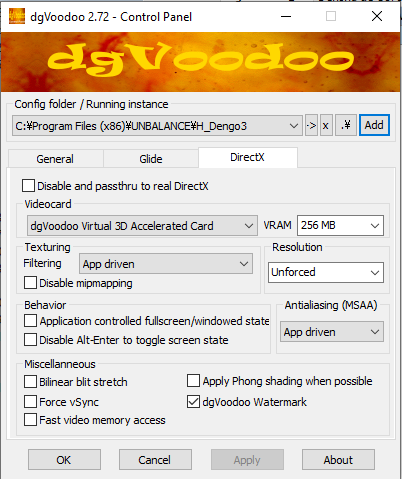 dgVoodoo 2.72 - Control Panel
dgVoodoo
Config folder / Running instance
C:¥Program Files (x86)¥UNBALANCE¥H_Dengo3 -> x .¥ Add
General Glide DirectX
Disable and passthru to real DirectX
Videocard
dgVoodoo Virtual 3D Accelerated Card VRAM 256 MB
Texturing Resolution
Filtering App driven Unforced
Disable mipmapping
Behavior Antialiasing (MSAA)
Application controlled fullscreen/windowed state
App driven
Disable Alt-Enter to toggle screen state
Miscellaneous
Bilinear blit stretch Apply Phong shading when possible
Force vSync dgVoodoo Watermark
Fast video memory access
OK Cancel Apply About